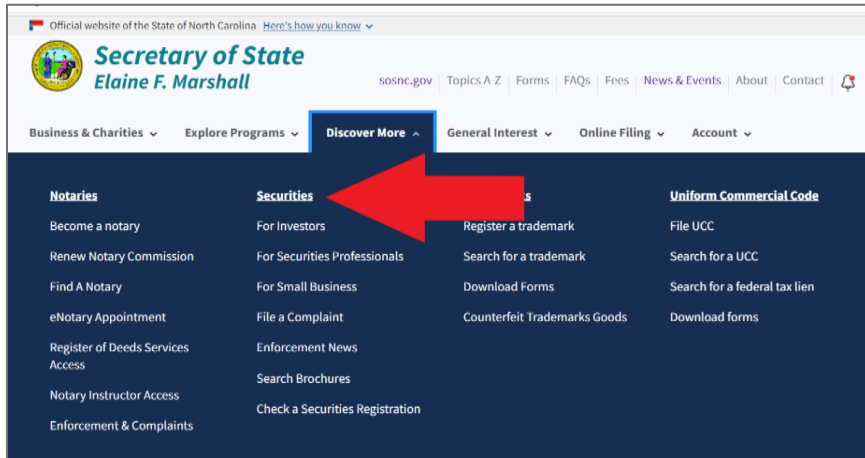 Official website of the State of North Carolina Here's how you know
Secretary of State
Elaine F. Marshall
sosnc.gov Topics A-Z Forms FAQs Fees News & Events About Contact
Business & Charities Explore Programs Discover More General Interest Online Filing Account
Notaries
Become a notary
Renew Notary Commission
Find A Notary
eNotary Appointment
Register of Deeds Services
Access
Notary Instructor Access
Enforcement & Complaints
Securities
For Investors
For Securities Professionals
For Small Business
File a Complaint
Enforcement News
Search Brochures
Check a Securities Registration
Register a trademark
Search for a trademark
Download Forms
Counterfeit Trademarks Goods
Uniform Commercial Code
File UCC
Search for a UCC
Search for a federal tax lien
Download forms